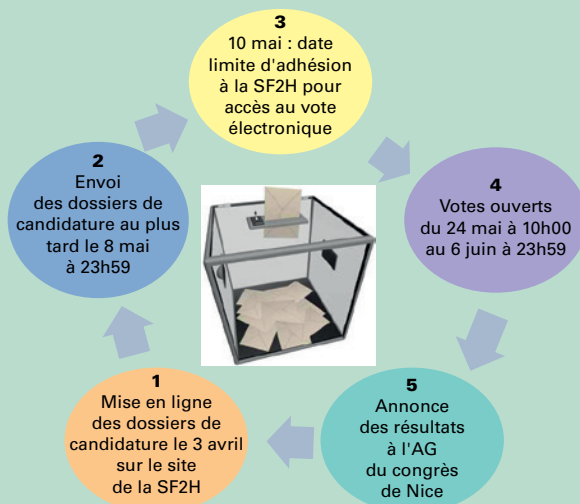 1
Mise en ligne
des dossiers de
candidature le 3 avril
sur le site
de la SF2H
2
Envoi
des dossiers de
candidature au plus
tard le 8 mai
à 23h59
3
10 mai : date
limite d'adhésion
à la SF2H pour
accès au vote
électronique
4
Votes ouverts
du 24 mai à 10h00
au 6 juin à 23h59
5
Annonce
des résultats
à l'AG
du congrès
de Nice